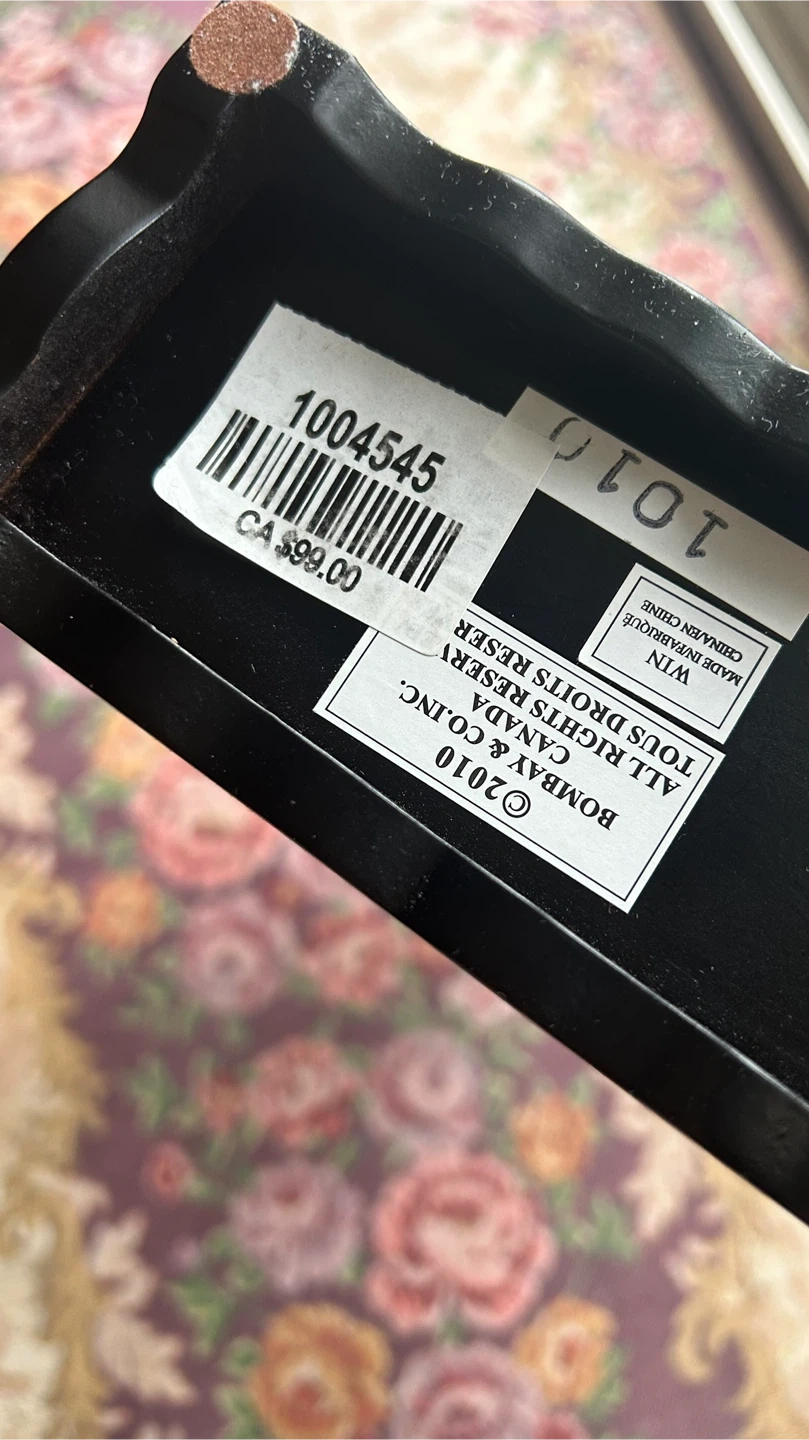 1004545
CA $99.00
1010
WIN
MADE IN/FABRIQUÉ
CHINA/EN CHINE
©2010
BOMBAY & CO.INC.
CANADA
ALL RIGHTS RESERV
TOUS DROITS RESER